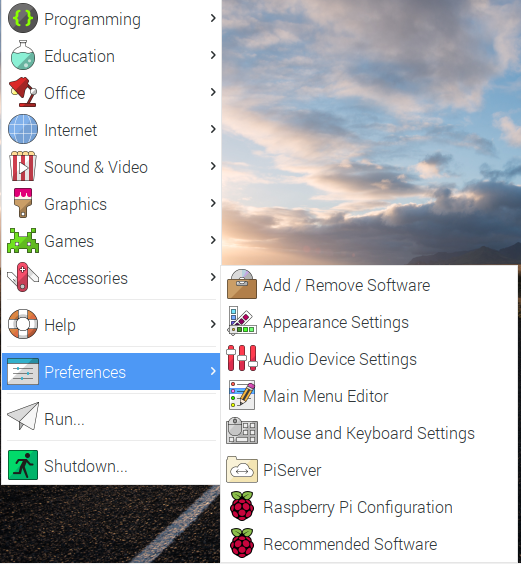 Programming
Education
Office
Internet
Sound & Video
Graphics
Games
Accessories
Help
Preferences
Run...
Shutdown...
Add / Remove Software
Appearance Settings
Audio Device Settings
Main Menu Editor
Mouse and Keyboard Settings
PiServer
Raspberry Pi Configuration
Recommended Software